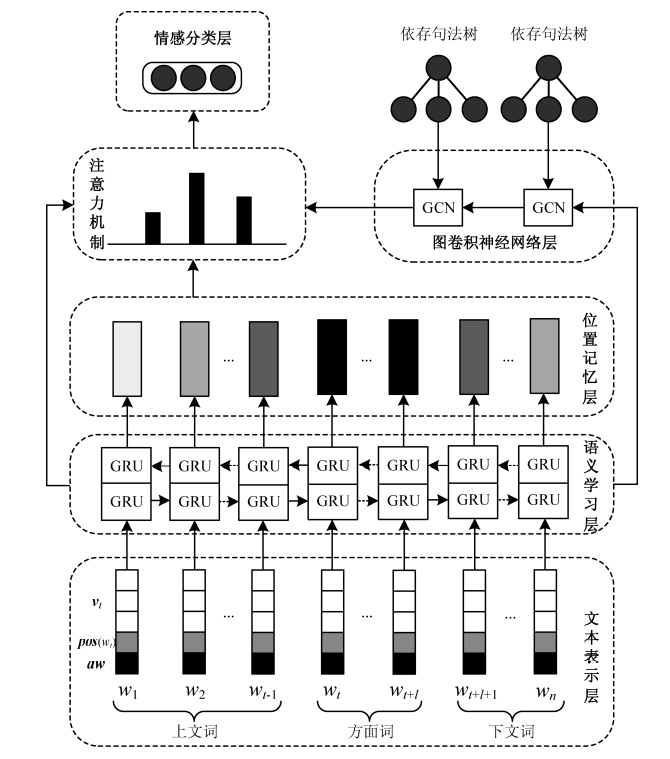 情感分类层
依存句法树 依存句法树
注意力机制
GCN GCN
图卷积神经网络层
位置记忆层
... ... ...
GRU GRU GRU GRU GRU GRU GRU
GRU GRU GRU GRU GRU GRU GRU
语义学习层
v_t
... ... ...
pos(w_t)
aw
文本表示层
w_1 w_2 w_{t-1} w_t w_{t+l} w_{t+l+1} w_n
上文词 方面词 下文词